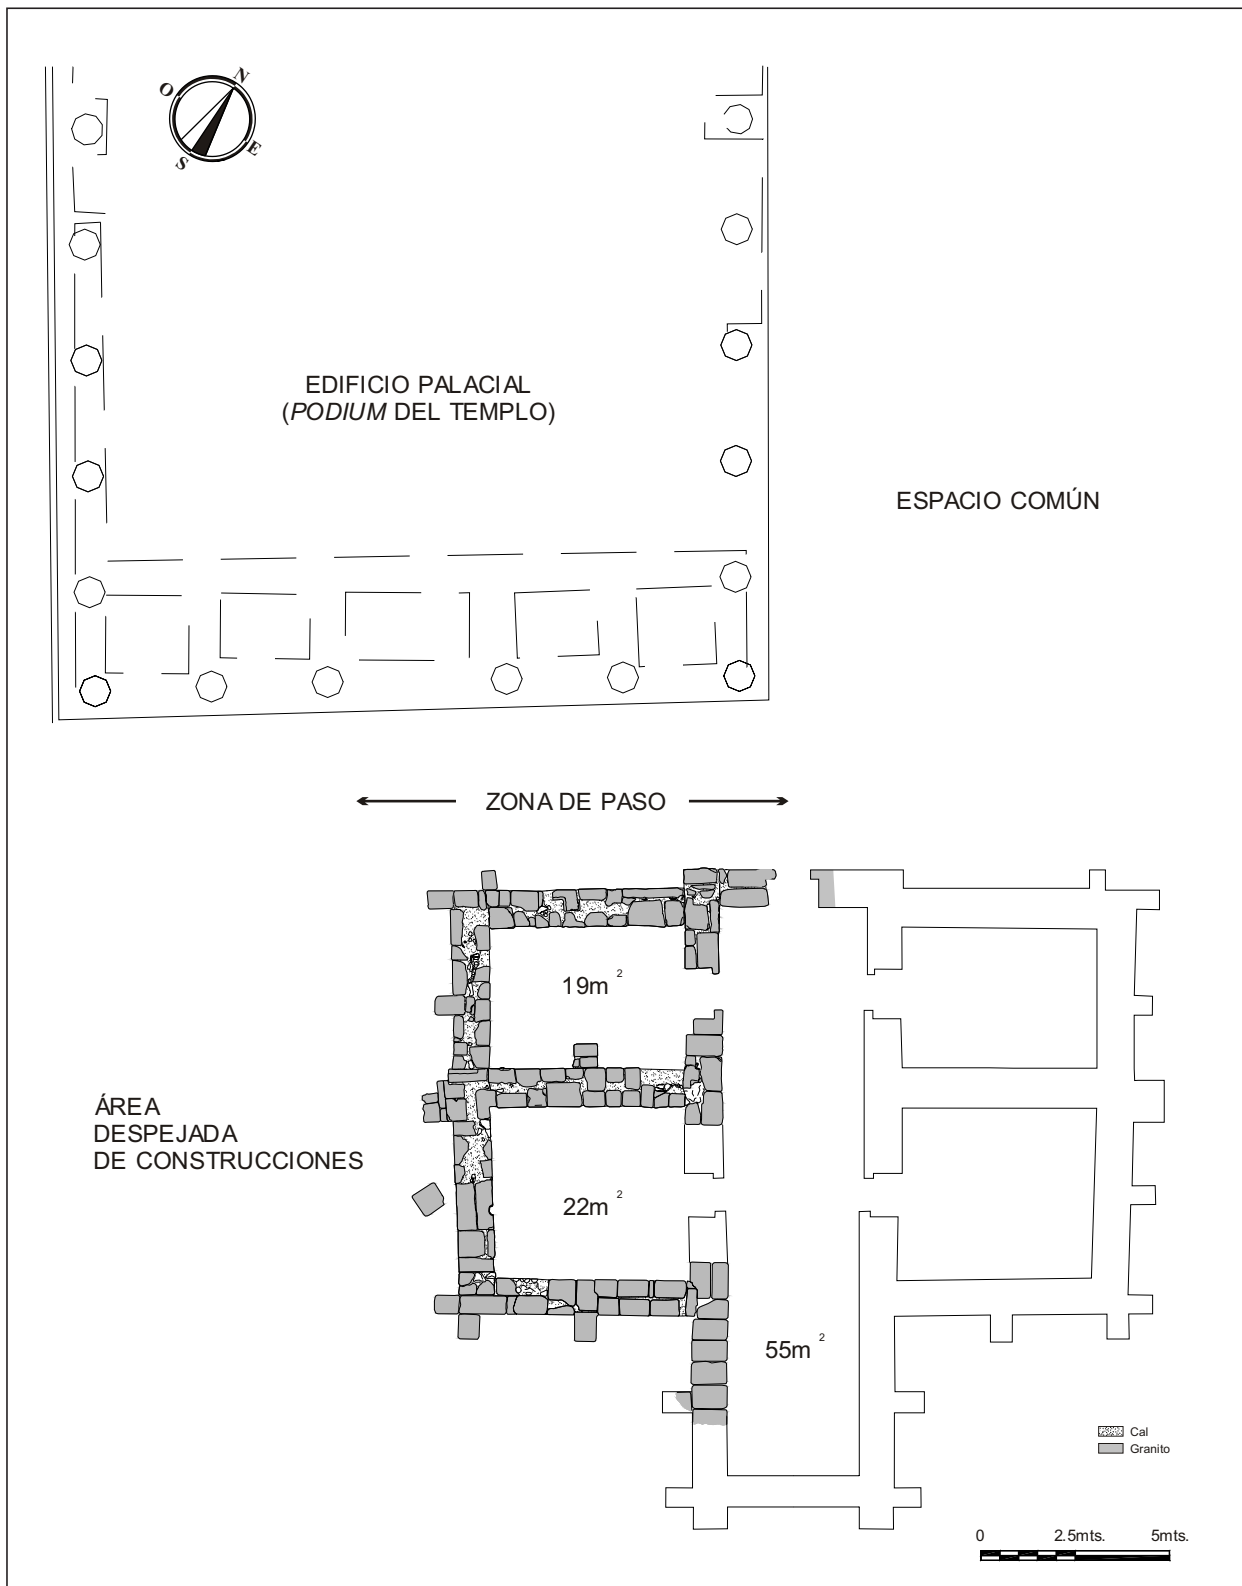 N
O
E
S
EDIFICIO PALACIAL
(PODIUM DEL TEMPLO)
ESPACIO COMÚN
ZONA DE PASO
19m²
ÁREA
DESPEJADA
DE CONSTRUCCIONES
22m²
55m²
Cal
Granito
0 2.5mts. 5mts.